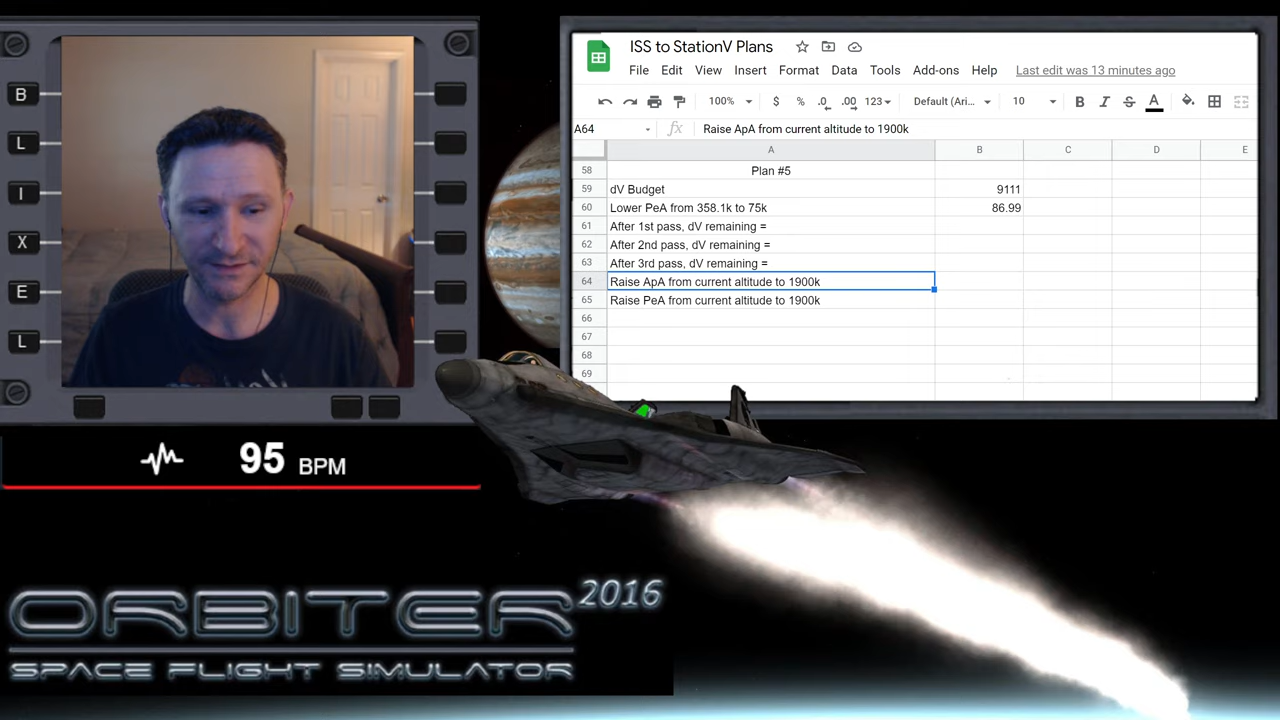 B
L
I
X
E
L
95 BPM
ORBITER 2016
SPACE FLIGHT SIMULATOR
ISS to StationV Plans
File Edit View Insert Format Data Tools Add-ons Help Last edit was 13 minutes ago
100% $ % .0 .00 123 Default (Ari... 10 B I S A
A64 fx Raise ApA from current altitude to 1900k
A B C D E
58 Plan #5
59 dV Budget 9111
60 Lower PeA from 358.1k to 75k 86.99
61 After 1st pass, dV remaining =
62 After 2nd pass, dV remaining =
63 After 3rd pass, dV remaining =
64 Raise ApA from current altitude to 1900k
65 Raise PeA from current altitude to 1900k
66
67
68
69